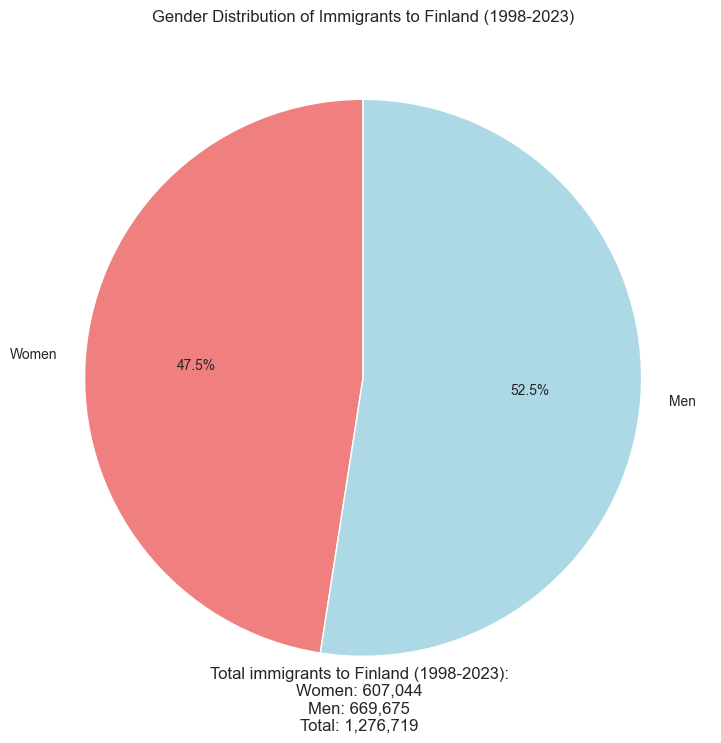 Gender Distribution of Immigrants to Finland (1998-2023)
Women
47.5%
52.5%
Men
Total immigrants to Finland (1998-2023):
Women: 607,044
Men: 669,675
Total: 1,276,719